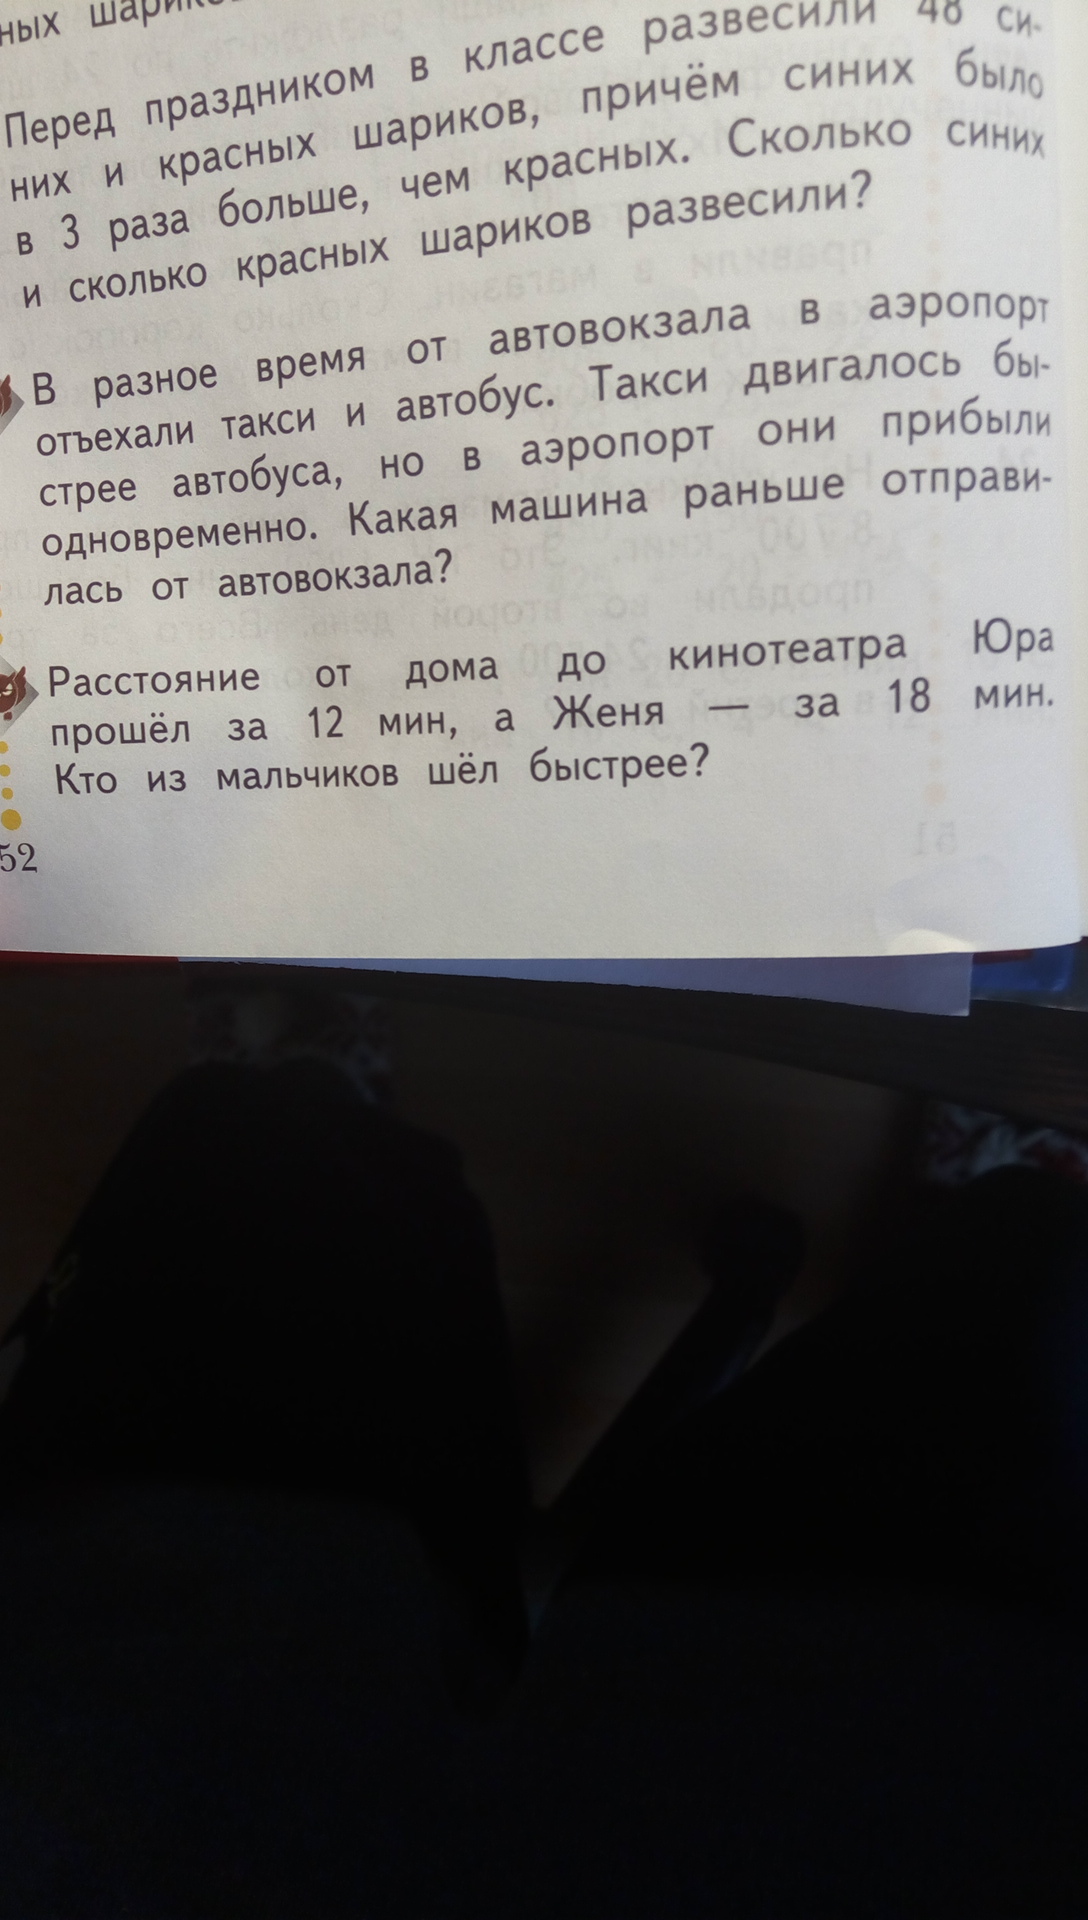 ных шарик
Перед праздником в классе развесили 48 си-
них и красных шариков, причём синих было
в 3 раза больше, чем красных. Сколько синих
и сколько красных шариков развесили?
В разное время от автовокзала в аэропорт
отъехали такси и автобус. Такси двигалось бы-
стрее автобуса, но в аэропорт они прибыли
одновременно. Какая машина раньше отправи-
лась от автовокзала?
Расстояние от дома до кинотеатра Юра
прошёл за 12 мин, а Женя — за 18 мин.
Кто из мальчиков шёл быстрее?
52